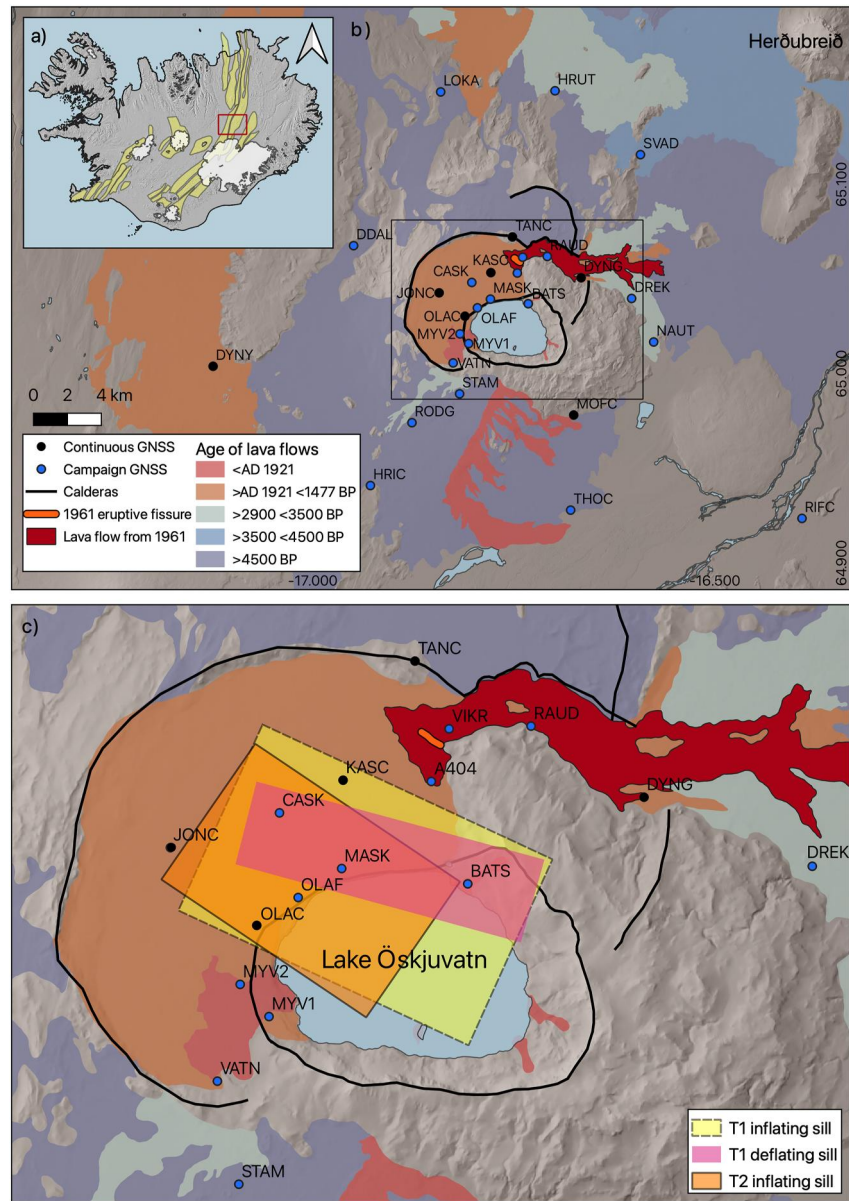 a)
b)
Herðubreið
LOKA
HRUT
SVAD
65.100
TANC
DDAL
RAUD
KASC
CASK
DYNG
JONC
MASK
BATS
DREK
OLAC
OLAF
MYV2
MYV1
NAUT
DYNY
VATN
65.000
0 2 4 km
STAM
RODG
MOFC
Continuous GNSS
Campaign GNSS
Calderas
1961 eruptive fissure
Lava flow from 1961
Age of lava flows
<AD 1921
>AD 1921 <1477 BP
>2900 <3500 BP
>3500 <4500 BP
>4500 BP
HRIC
THOC
RIFC
-17.000
-16.500
64.900
c)
TANC
VIKR
RAUD
KASC
A404
DYNG
CASK
JONC
MASK
DREK
BATS
OLAF
OLAC
Lake Öskjuvatn
MYV2
MYV1
VATN
STAM
T1 inflating sill
T1 deflating sill
T2 inflating sill